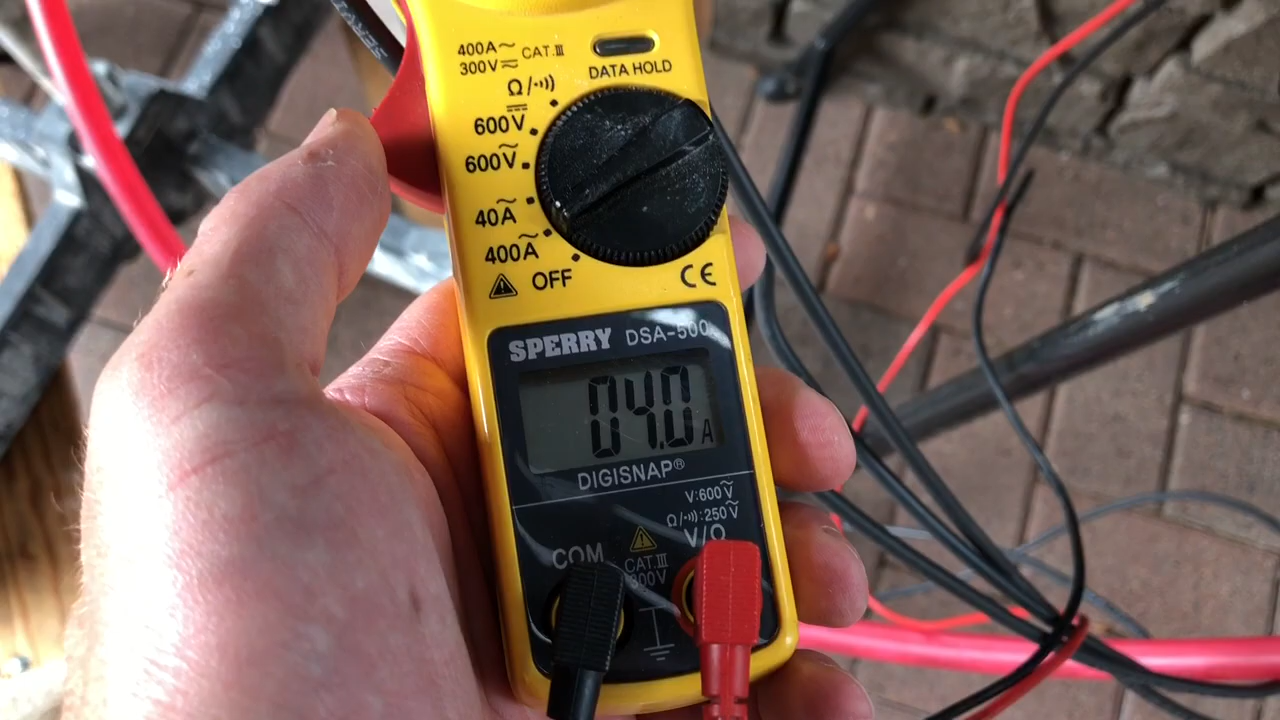 400A~ CAT.III
300V⎓
DATA HOLD
Ω/•)))
600V⎓
600V~
40A~
400A~
OFF
CE
SPERRY DSA-500
04.0 A
DIGISNAP®
V:600V~
Ω/•))):250V~
V/Ω
COM
CAT.III
300V